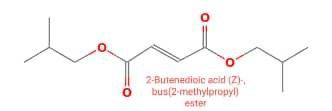 O
O
O
O
2-Butenedioic acid (Z)-,
bus(2-methylpropyl)
ester